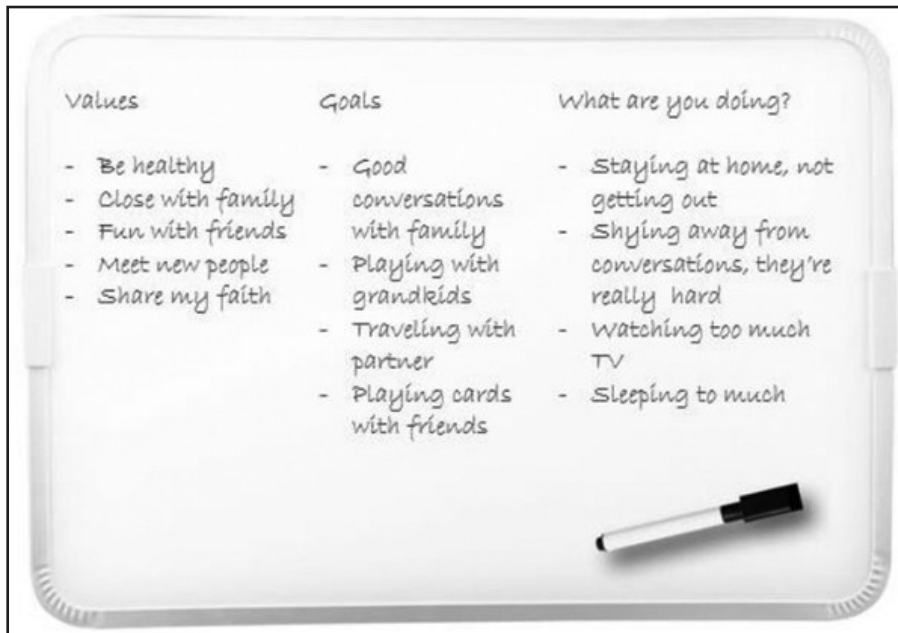 Values
- Be healthy
- Close with family
- Fun with friends
- Meet new people
- Share my faith
Goals
- Good
conversations
with family
- Playing with
grandkids
- Traveling with
partner
- Playing cards
with friends
What are you doing?
- Staying at home, not
getting out
- Shying away from
conversations, they're
really hard
- Watching too much
TV
- Sleeping to much